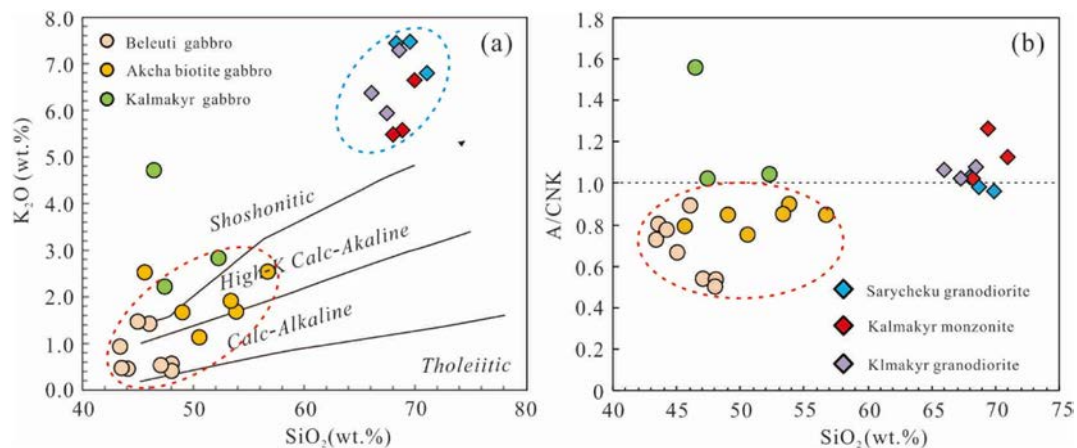 8.0
7.0
6.0
5.0
4.0
3.0
2.0
1.0
0.0
K₂O (wt.%)
(a)
Beleuti gabbro
Akcha biotite gabbro
Kalmakyr gabbro
Shoshonitic
High K Calc-Akaline
Calc-Alkaline
Tholeiitic
40 50 60 70 80
SiO₂(wt.%)
1.8
1.6
1.4
1.2
1.0
0.8
0.6
0.4
0.2
0
A/CNK
(b)
Sarycheku granodiorite
Kalmakyr monzonite
Klmakyr granodiorite
40 45 50 55 60 65 70 75
SiO₂(wt.%)